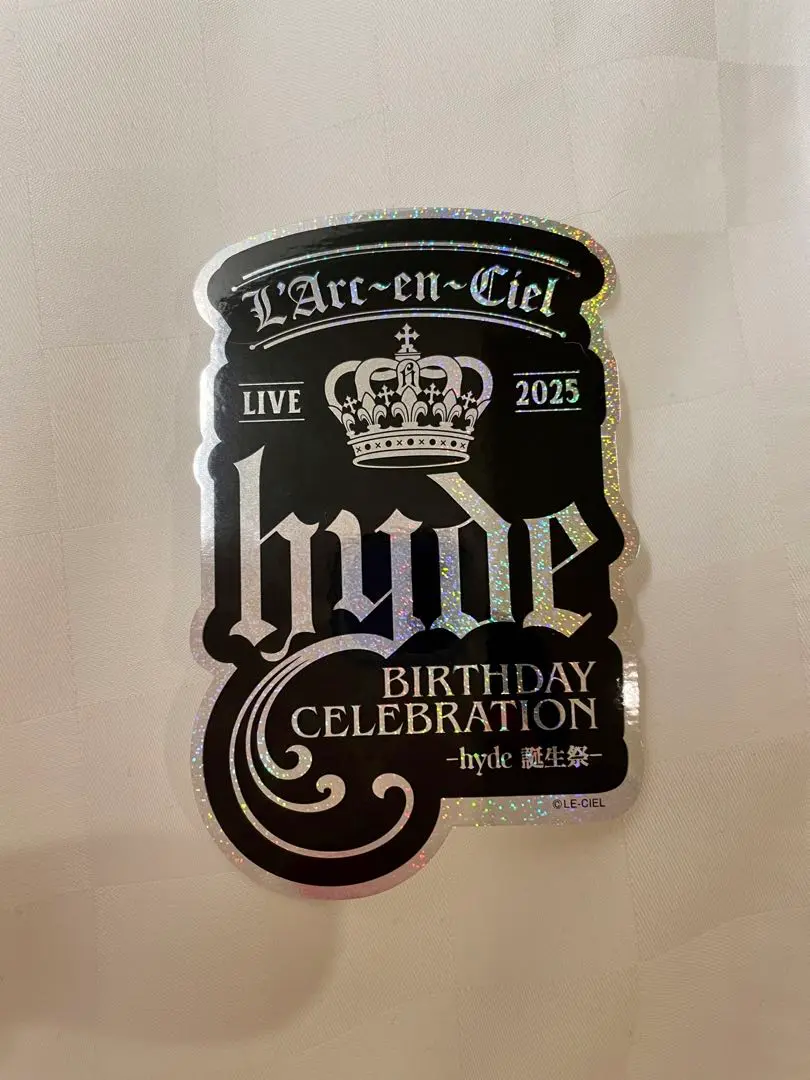 L'Arc~en~Ciel
LIVE 2025
hyde
BIRTHDAY
CELEBRATION
-hyde 誕生祭-
©LE-CIEL